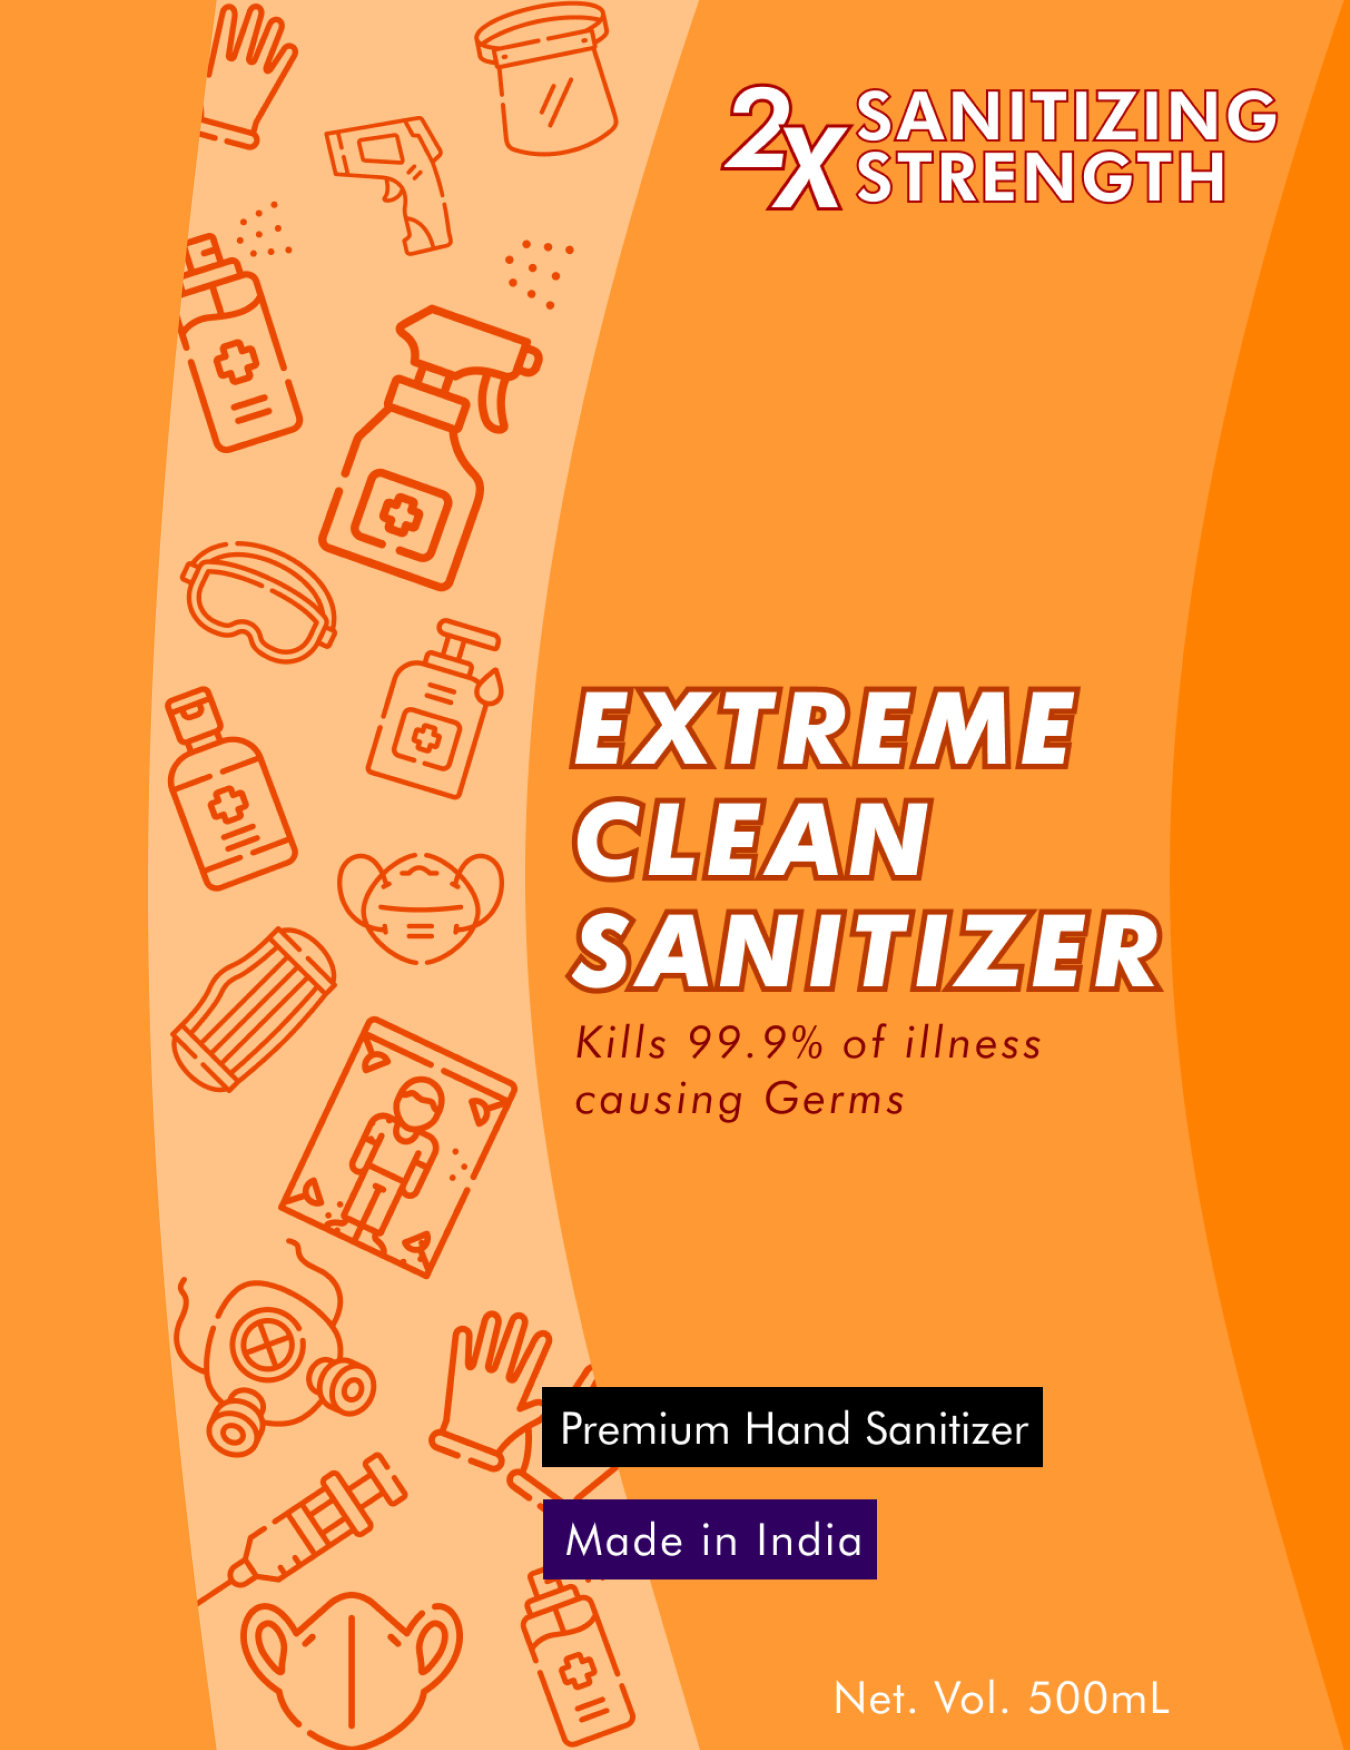 2x SANITIZING
STRENGTH
EXTREME
CLEAN
SANITIZER
Kills 99.9% of illness
causing Germs
Premium Hand Sanitizer
Made in India
Net. Vol. 500mL